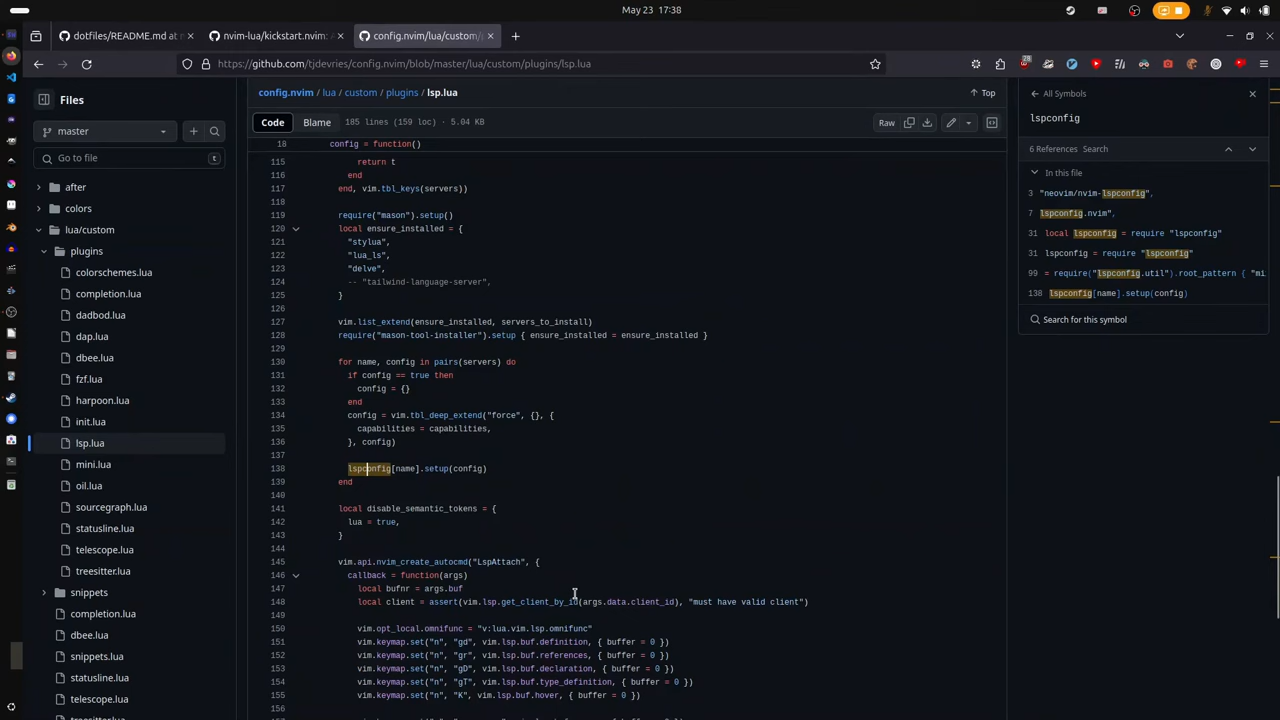 May 23 17:38
dotfiles/README.md at
nvim-lua/kickstart.nvim: A
config.nvim/lua/custom/
https://github.com/tjdevries/config.nvim/blob/master/lua/custom/plugins/lsp.lua
28
Files
master
Go to file
t
after
colors
lua/custom
plugins
colorschemes.lua
completion.lua
dadbod.lua
dap.lua
dbee.lua
fzf.lua
harpoon.lua
init.lua
lsp.lua
mini.lua
oil.lua
sourcegraph.lua
statusline.lua
telescope.lua
treesitter.lua
snippets
completion.lua
dbee.lua
snippets.lua
statusline.lua
telescope.lua
config.nvim / lua / custom / plugins / lsp.lua
Top
Code
Blame
185 lines (159 loc) · 5.04 KB
Raw
18 config = function()
115 return t
116 end
117 end, vim.tbl_keys(servers))
118
119 require("mason").setup()
120 local ensure_installed = {
121 "stylua",
122 "lua_ls",
123 "delve",
124 -- "tailwind-language-server",
125 }
126
127 vim.list_extend(ensure_installed, servers_to_install)
128 require("mason-tool-installer").setup { ensure_installed = ensure_installed }
129
130 for name, config in pairs(servers) do
131 if config == true then
132 config = {}
133 end
134 config = vim.tbl_deep_extend("force", {}, {
135 capabilities = capabilities,
136 }, config)
137
138 lspconfig[name].setup(config)
139 end
140
141 local disable_semantic_tokens = {
142 lua = true,
143 }
144
145 vim.api.nvim_create_autocmd("LspAttach", {
146 callback = function(args)
147 local bufnr = args.buf
148 local client = assert(vim.lsp.get_client_by_id(args.data.client_id), "must have valid client")
149
150 vim.opt_local.omnifunc = "v:lua.vim.lsp.omnifunc"
151 vim.keymap.set("n", "gd", vim.lsp.buf.definition, { buffer = 0 })
152 vim.keymap.set("n", "gr", vim.lsp.buf.references, { buffer = 0 })
153 vim.keymap.set("n", "gD", vim.lsp.buf.declaration, { buffer = 0 })
154 vim.keymap.set("n", "gT", vim.lsp.buf.type_definition, { buffer = 0 })
155 vim.keymap.set("n", "K", vim.lsp.buf.hover, { buffer = 0 })
156
All Symbols
lspconfig
6 References Search
In this file
3 "neovim/nvim-lspconfig",
7 lspconfig.nvim",
31 local lspconfig = require "lspconfig"
31 lspconfig = require "lspconfig"
99 = require("lspconfig.util").root_pattern { "mi
138 lspconfig[name].setup(config)
Search for this symbol